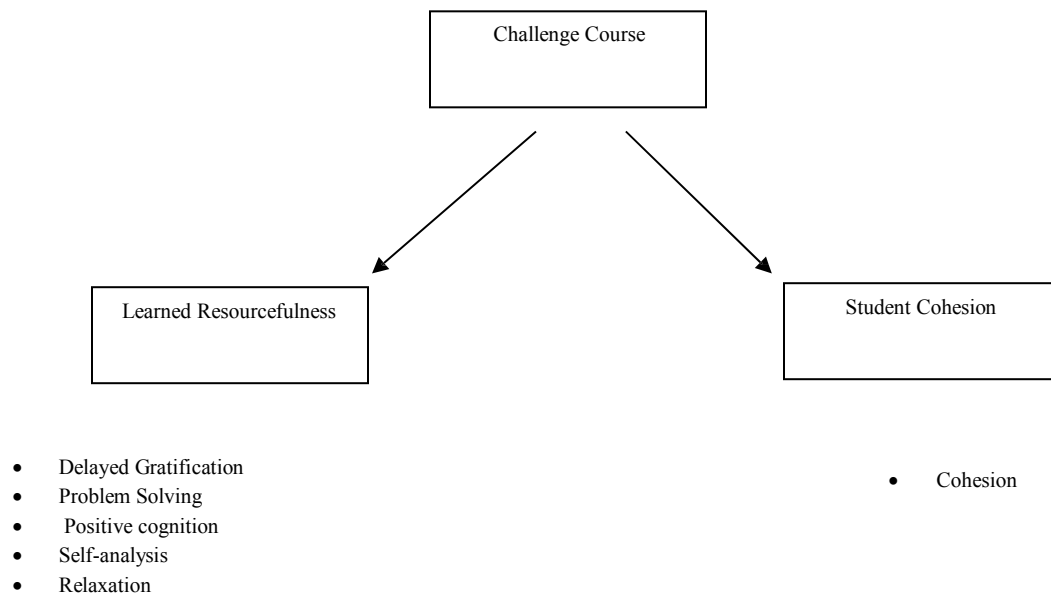 Challenge Course
Learned Resourcefulness
Student Cohesion
• Delayed Gratification
• Problem Solving
• Positive cognition
• Self-analysis
• Relaxation
• Cohesion